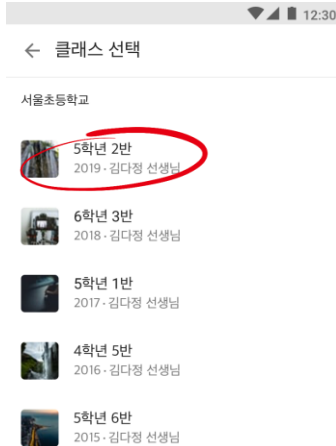 12:30
클래스 선택
서울초등학교
5학년 2반
2019 · 김다정 선생님
6학년 3반
2018 · 김다정 선생님
5학년 1반
2017 · 김다정 선생님
4학년 5반
2016 · 김다정 선생님
5학년 6반
2015 · 김다정 선생님